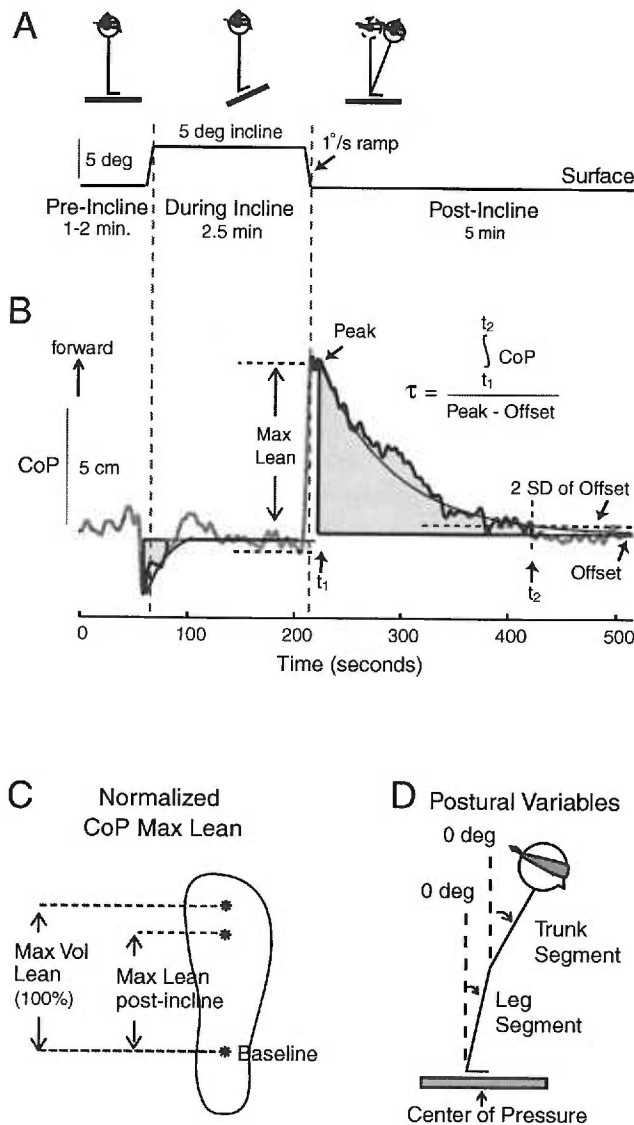 A
5 deg incline
1°/s ramp
5 deg
Surface
Pre-Incline
During Incline
Post-Incline
1-2 min.
2.5 min
5 min
B
forward
Peak
t2
∫ CoP
t1
τ =
Peak - Offset
Max
Lean
CoP
5 cm
2 SD of Offset
Offset
t1
t2
0
100
200
300
400
500
Time (seconds)
C
Normalized
CoP Max Lean
Max Vol
Lean
(100%)
Max Lean
post-incline
Baseline
D
Postural Variables
0 deg
0 deg
Trunk
Segment
Leg
Segment
Center of Pressure